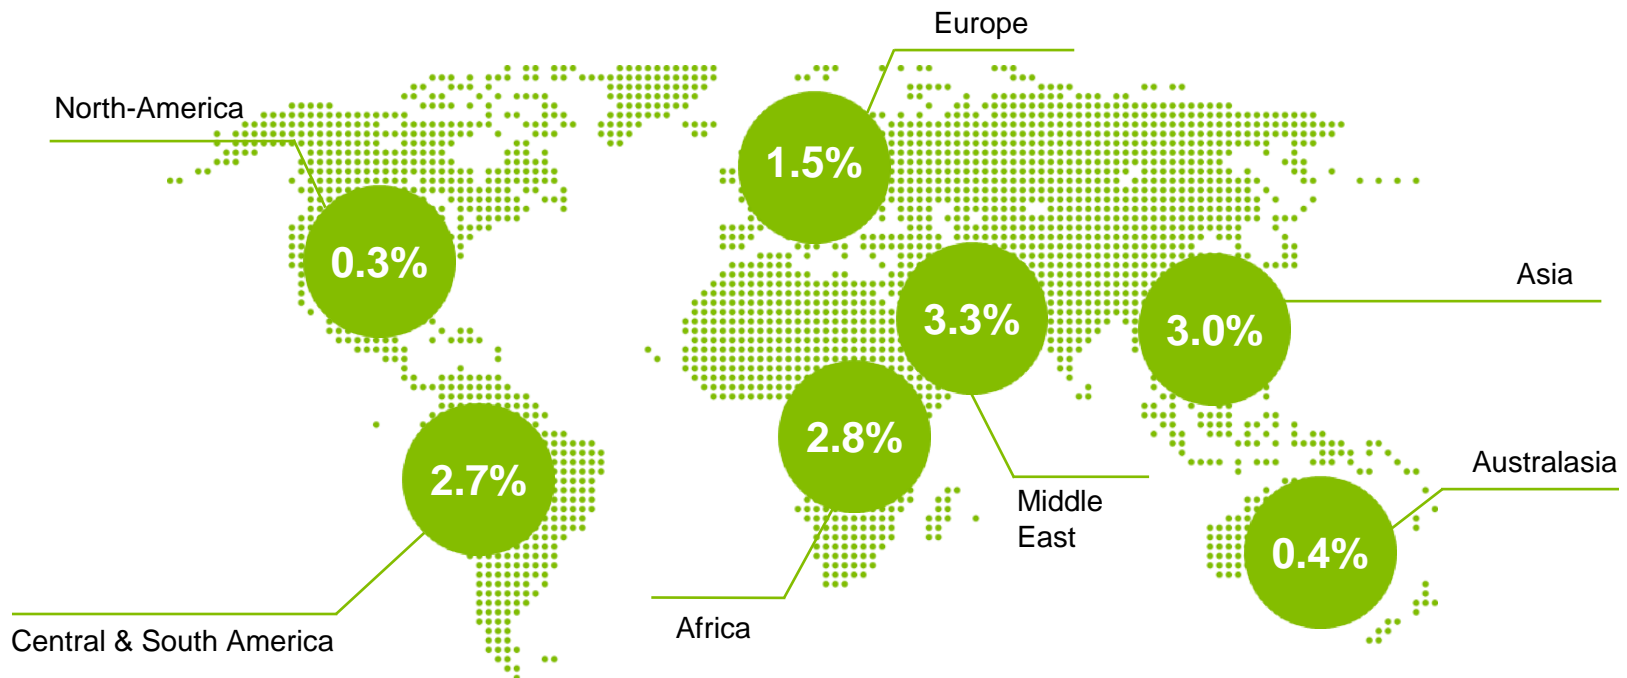 Europe
North-America
1.5%
0.3%
Asia
3.3%
3.0%
2.8%
Australasia
2.7%
Middle
East
0.4%
Africa
Central & South America